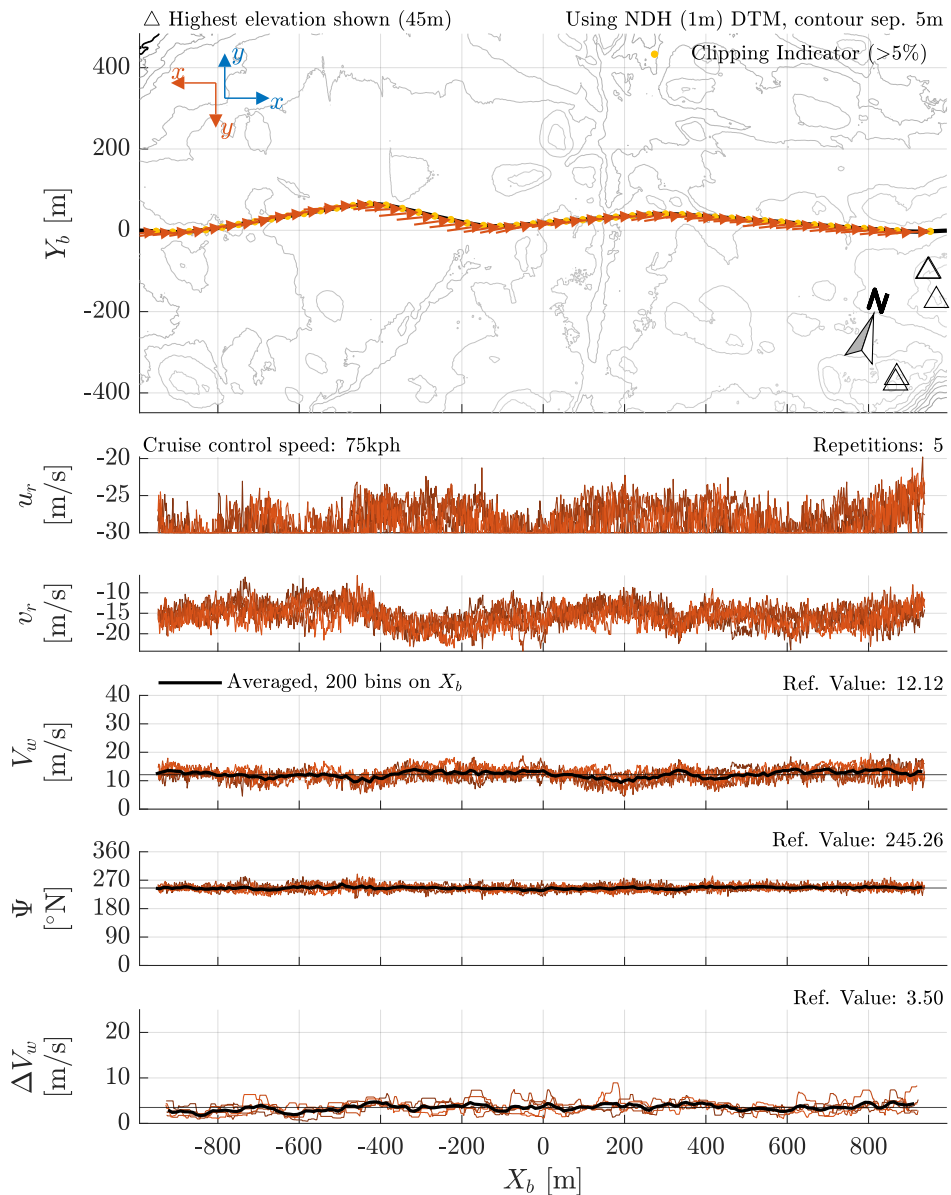 △ Highest elevation shown (45m)
Using NDH (1m) DTM, contour sep. 5m
Clipping Indicator (>5%)
x
y
y
x
N
400
200
0
-200
-400
Y_b [m]
Cruise control speed: 75kph
Repetitions: 5
-20
-25
-30
u_r
[m/s]
-10
-15
-20
v_r
[m/s]
Averaged, 200 bins on X_b
Ref. Value: 12.12
40
30
20
10
0
V_w
[m/s]
Ref. Value: 245.26
360
270
180
90
0
Ψ
[°N]
Ref. Value: 3.50
20
10
0
ΔV_w
[m/s]
-800 -600 -400 -200 0 200 400 600 800
X_b [m]